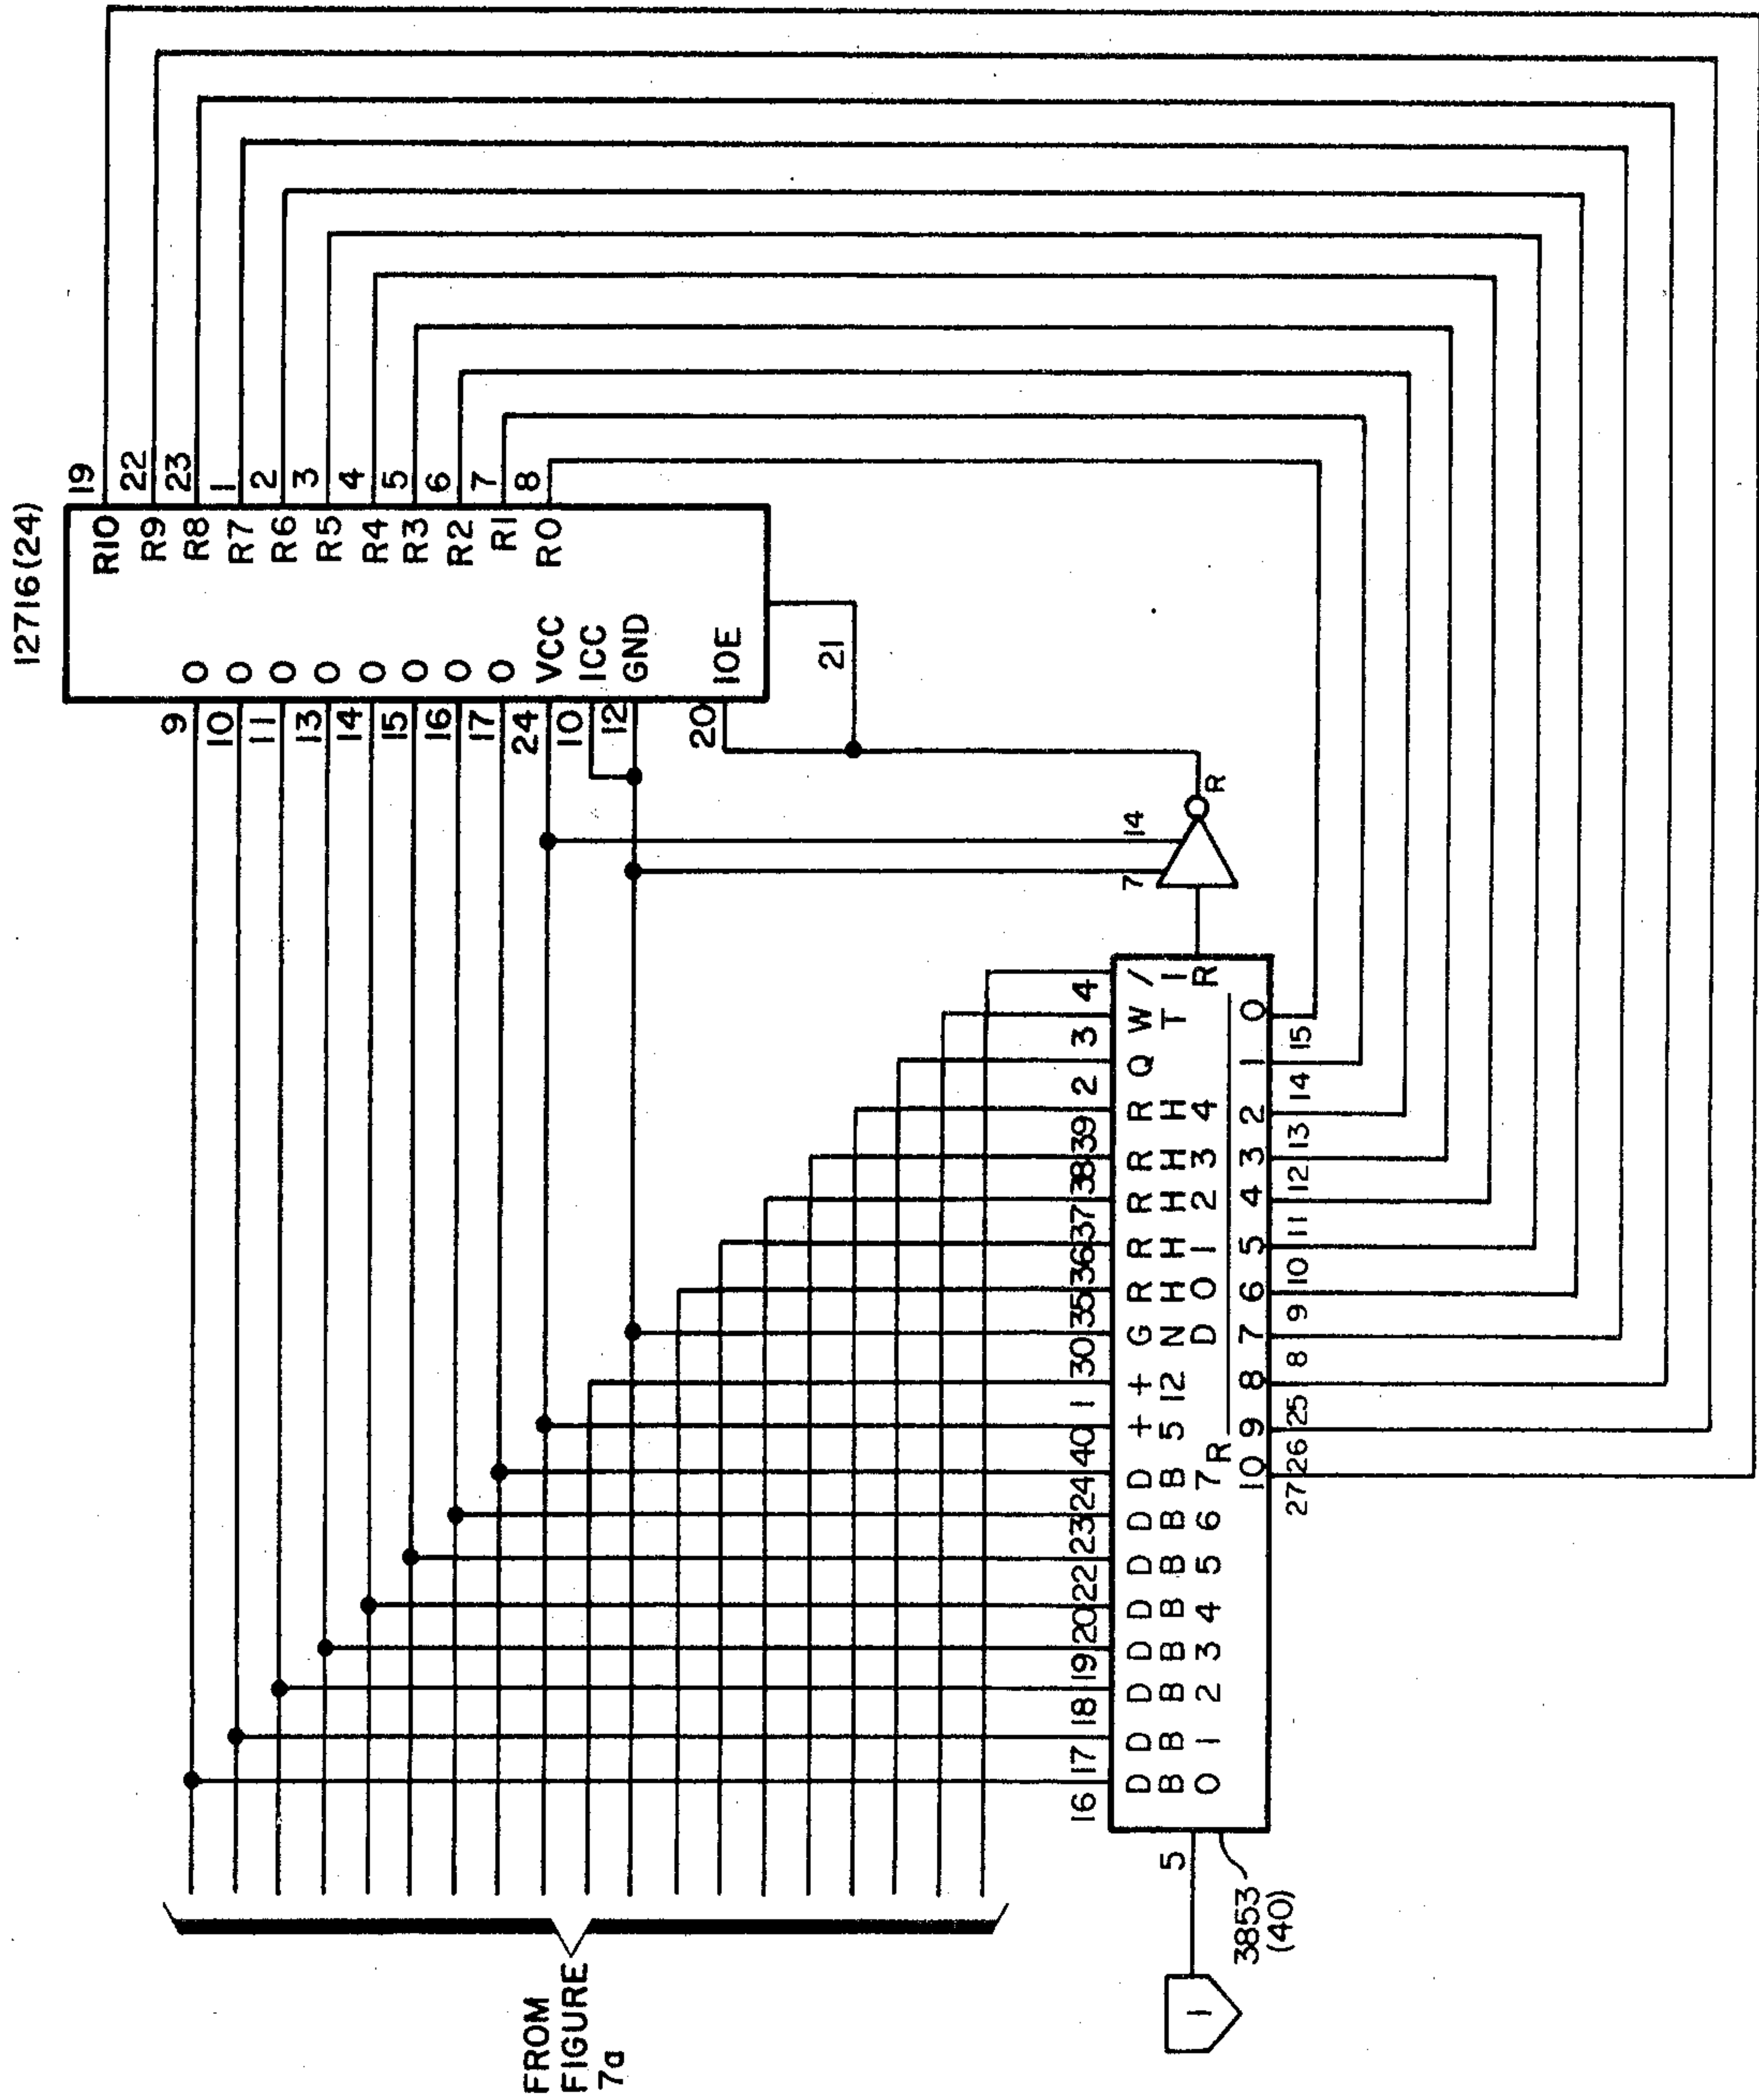 12716(24)
19
22
23
1
2
3
4
5
6
7
8
R10
R9
R8
R7
R6
R5
R4
R3
R2
R1
R0
O
O
O
O
O
O
O
O
VCC
ICC
GND
IOE
9
10
11
13
14
15
16
17
24
10
12
20
21
R
14
7
FROM
FIGURE
7a
16 17 18 19 20 22 23 24 40 1 30 35 36 37 38 39 2 3 4
D D D D D D D D + + G R R R R R Q W /
B B B B B B B B 5 12 N H H H H H T I
0 1 2 3 4 5 6 7 D 0 1 2 3 4 R
R
10 9 8 7 6 5 4 3 2 1 0
27 26 25 8 9 10 11 12 13 14 15
5
3853
(40)
1